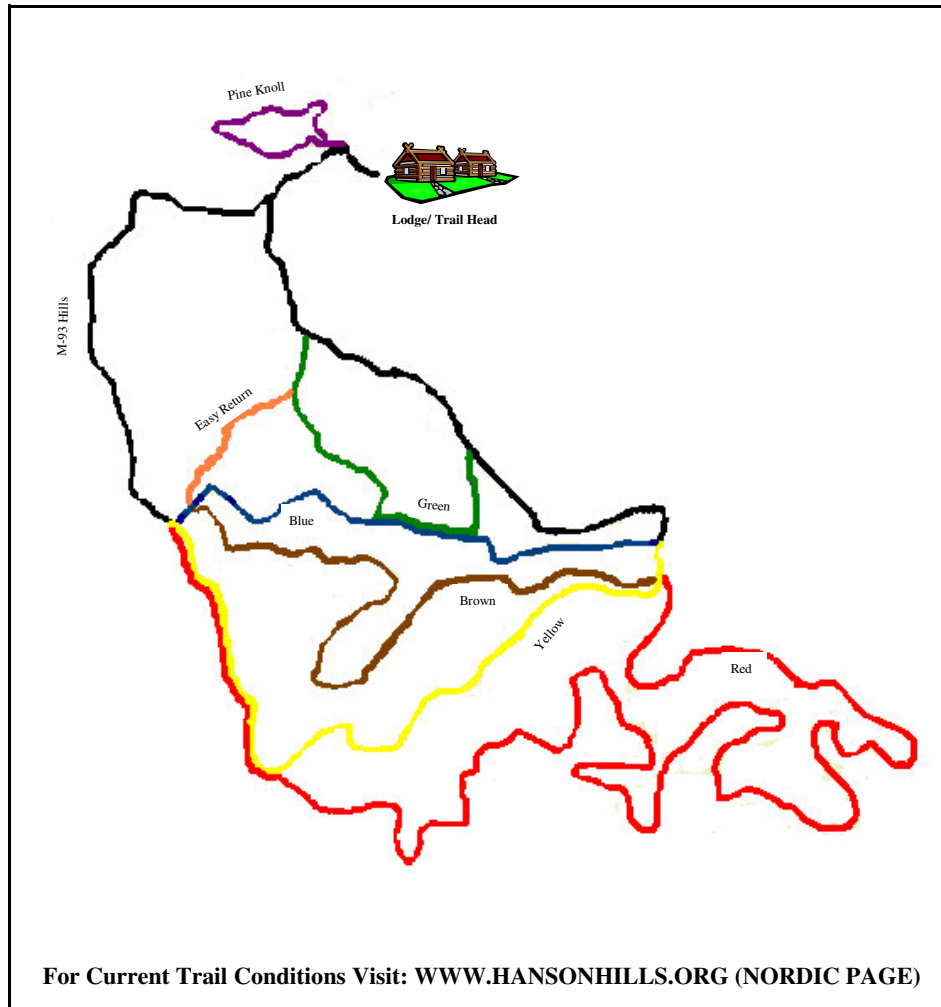 Pine Knoll
Lodge/ Trail Head
M-93 Hills
Easy Return
Green
Blue
Brown
Yellow
Red
For Current Trail Conditions Visit: WWW.HANSONHILLS.ORG (NORDIC PAGE)